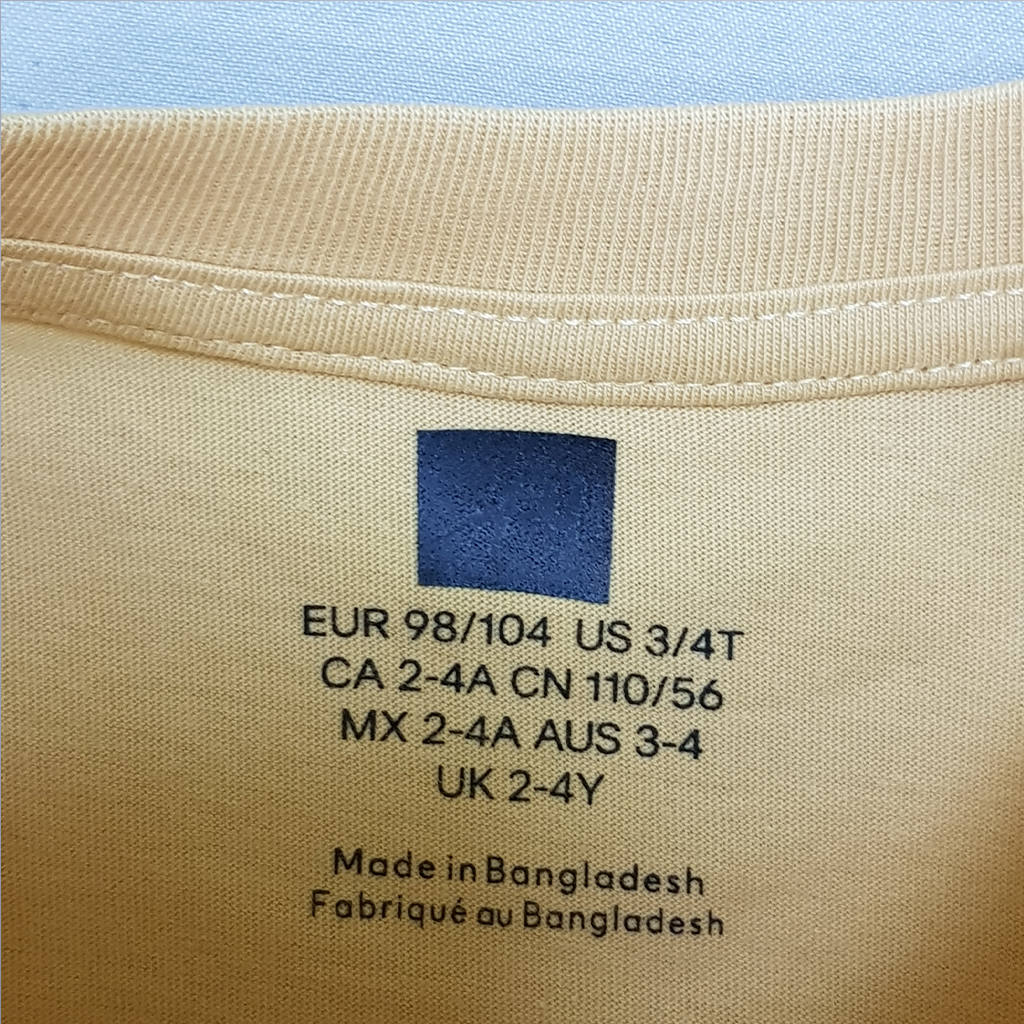 EUR 98/104 US 3/4T
CA 2-4A CN 110/56
MX 2-4A AUS 3-4
UK 2-4Y
Made in Bangladesh
Fabriqué au Bangladesh